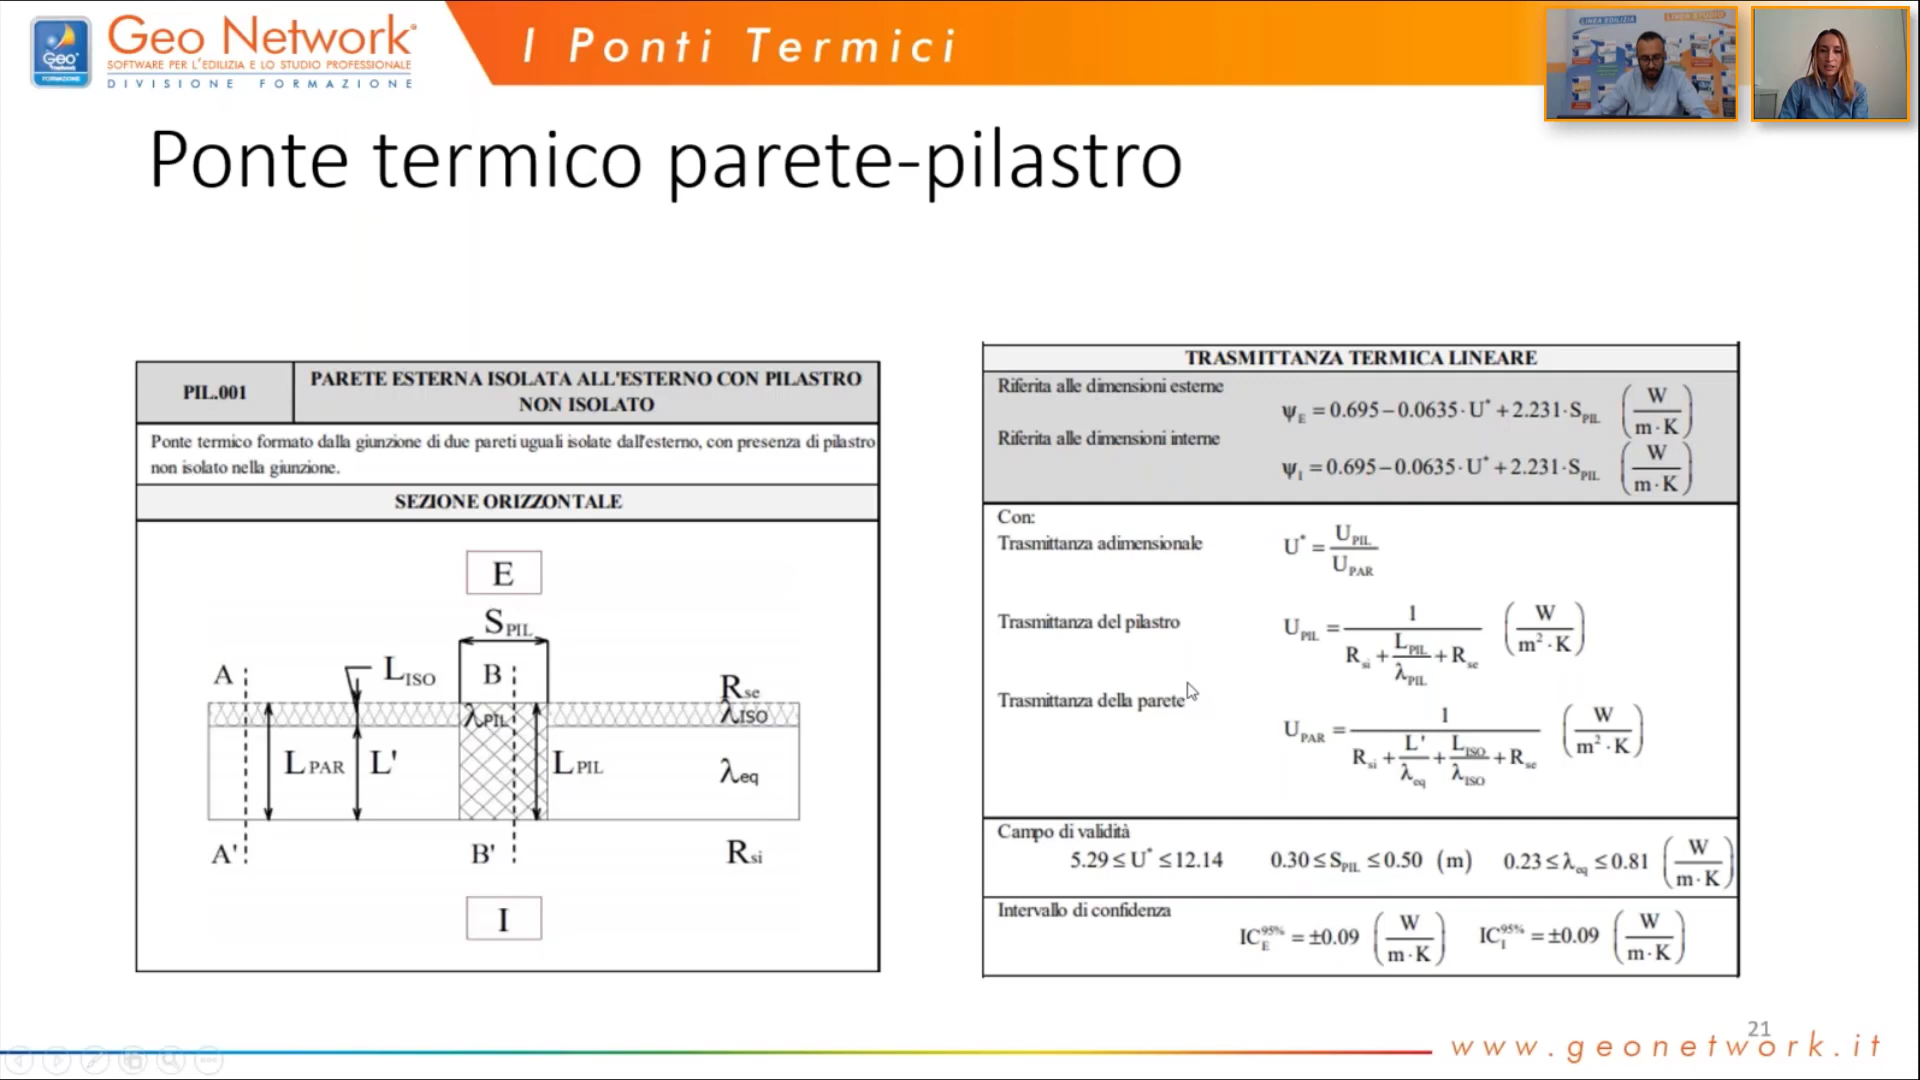 Geo Network®
SOFTWARE PER L'EDILIZIA E LO STUDIO PROFESSIONALE
DIVISIONE FORMAZIONE
Geo
FORMAZIONE
I Ponti Termici
LINEA EDILIZIA
LINEA STUDIO
Ponte termico parete-pilastro
PIL.001
PARETE ESTERNA ISOLATA ALL'ESTERNO CON PILASTRO
NON ISOLATO
Ponte termico formato dalla giunzione di due pareti uguali isolate dall'esterno, con presenza di pilastro
non isolato nella giunzione.
SEZIONE ORIZZONTALE
E
S_PIL
A
L_ISO
B
R_se
λ_PIL
λ_ISO
L_PAR
L'
L_PIL
λ_eq
A'
B'
R_si
I
TRASMITTANZA TERMICA LINEARE
Riferita alle dimensioni esterne
ψ_E = 0.695−0.0635·U* +2.231·S_PIL (W/m·K)
Riferita alle dimensioni interne
ψ_I = 0.695−0.0635·U* +2.231·S_PIL (W/m·K)
Con:
Trasmittanza adimensionale
U* = U_PIL/U_PAR
Trasmittanza del pilastro
U_PIL = 1/(R_si + L_PIL/λ_PIL + R_se) (W/m²·K)
Trasmittanza della parete
U_PAR = 1/(R_si + L'/λ_eq + L_ISO/λ_ISO + R_se) (W/m²·K)
Campo di validità
5.29 ≤ U* ≤ 12.14 0.30 ≤ S_PIL ≤ 0.50 (m) 0.23 ≤ λ_eq ≤ 0.81 (W/m·K)
Intervallo di confidenza
IC_E^95% = ±0.09 (W/m·K) IC_I^95% = ±0.09 (W/m·K)
21
www.geonetwork.it